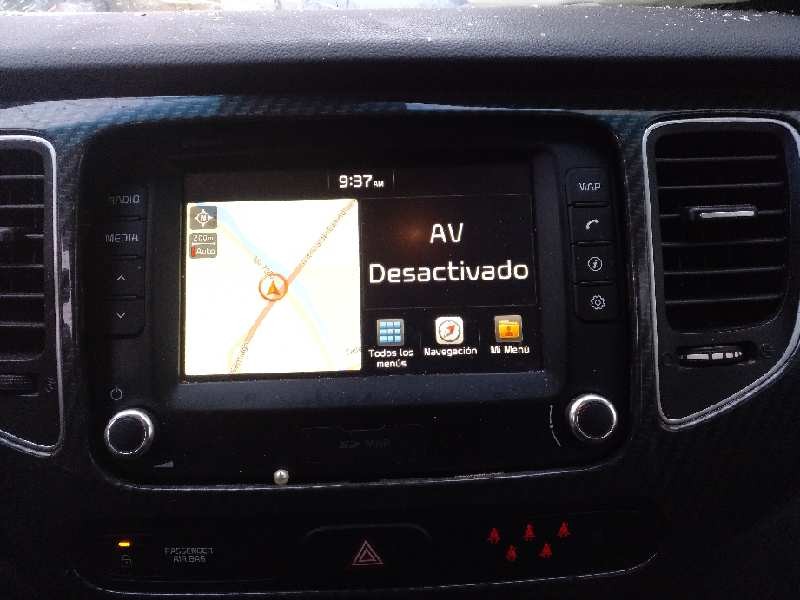 9:37 AM
RADIO
MEDIA
MAP
N
200m
Auto
AV
Desactivado
Todos los
menús
Navegación
Mi Menú
MAP
PASSENGER
AIR BAG